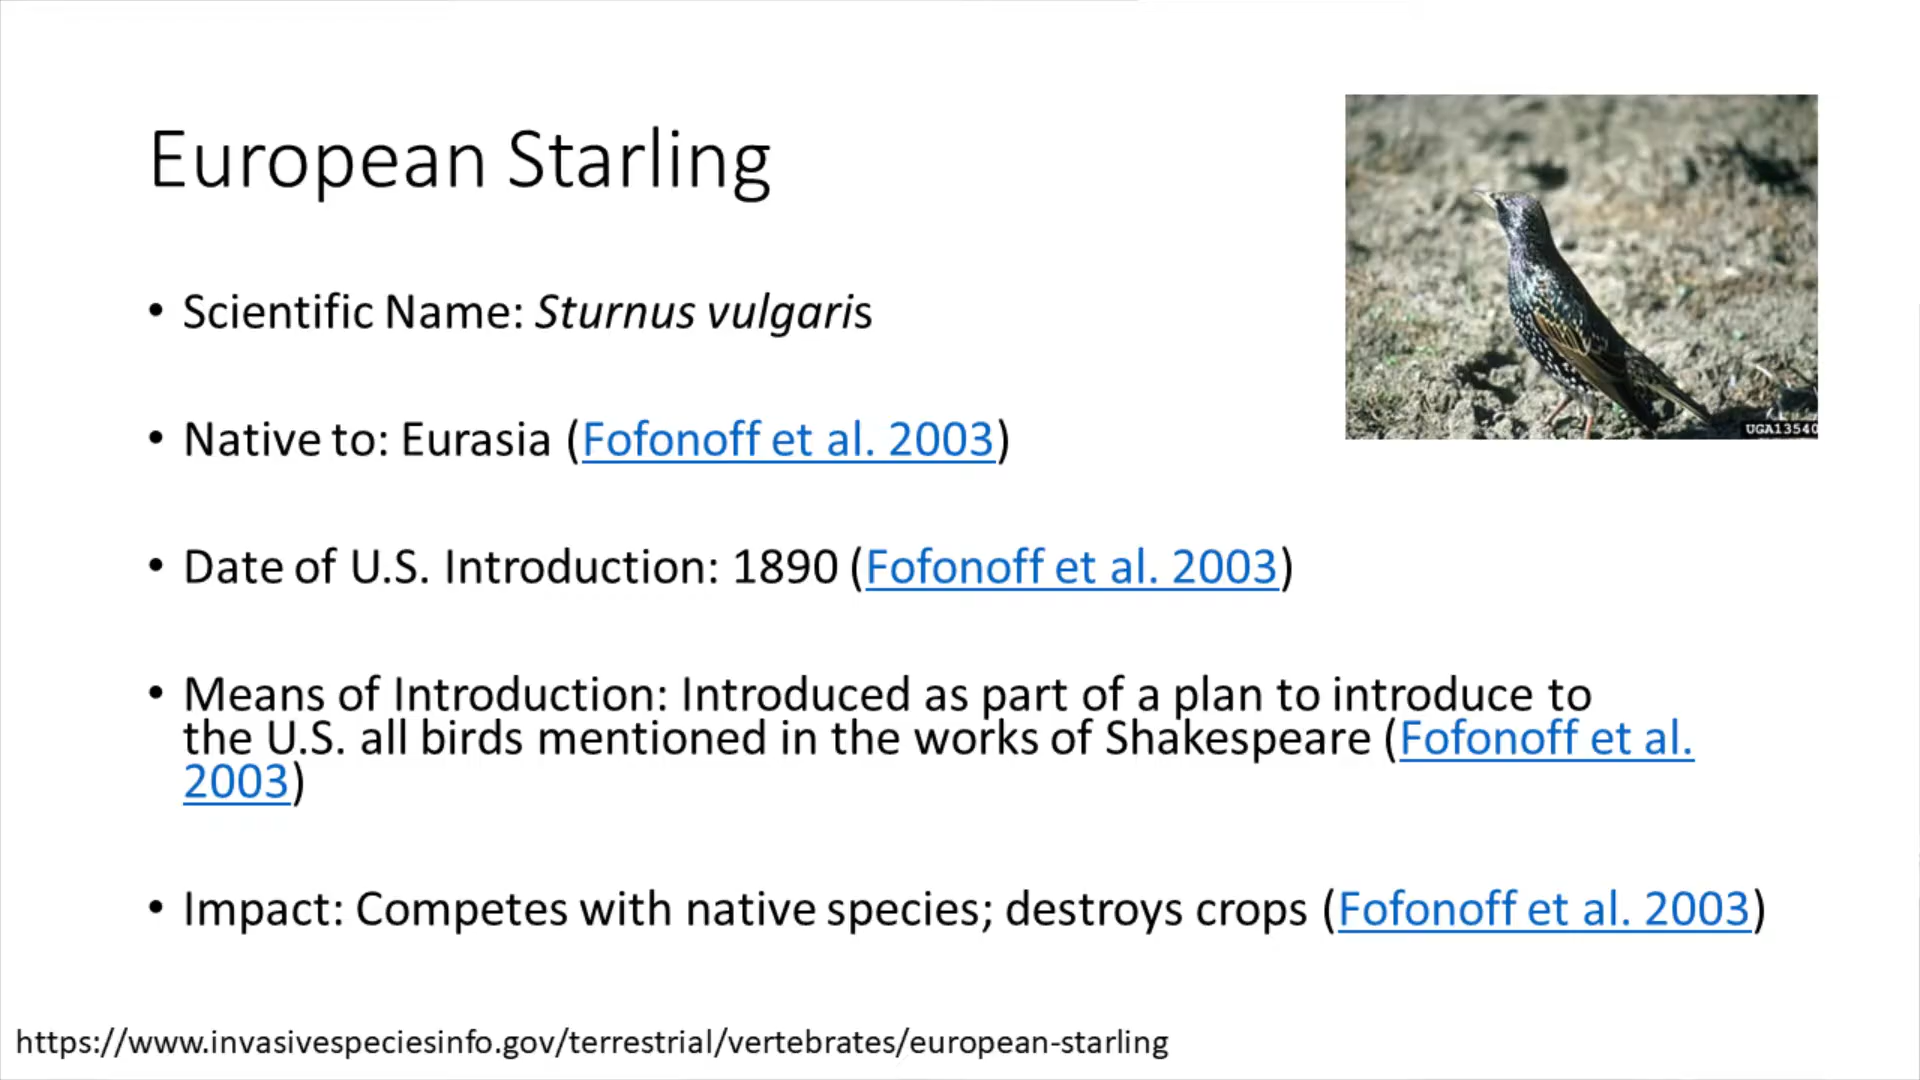 European Starling
• Scientific Name: Sturnus vulgaris
• Native to: Eurasia (Fofonoff et al. 2003)
• Date of U.S. Introduction: 1890 (Fofonoff et al. 2003)
• Means of Introduction: Introduced as part of a plan to introduce to
the U.S. all birds mentioned in the works of Shakespeare (Fofonoff et al.
2003)
• Impact: Competes with native species; destroys crops (Fofonoff et al. 2003)
https://www.invasivespeciesinfo.gov/terrestrial/vertebrates/european-starling
UGA13540